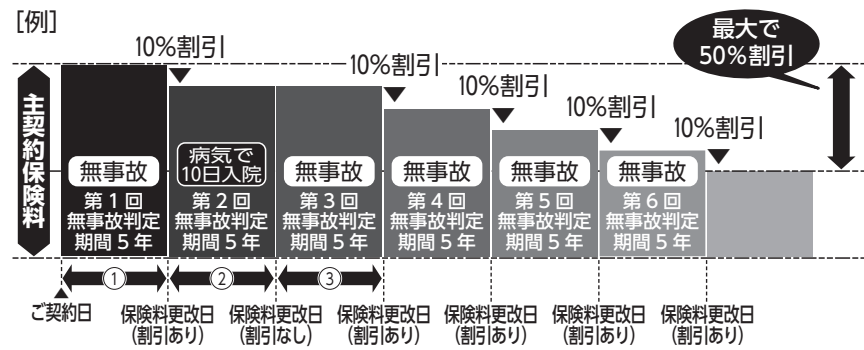 [例]
10%割引
10%割引
10%割引
10%割引
10%割引
最大で
50%割引
主契約保険料
無事故
第1回
無事故判定
期間5年
病気で
10日入院
第2回
無事故判定
期間5年
無事故
第3回
無事故判定
期間5年
無事故
第4回
無事故判定
期間5年
無事故
第5回
無事故判定
期間5年
無事故
第6回
無事故判定
期間5年
①
②
③
ご契約日
保険料更改日
(割引あり)
保険料更改日
(割引なし)
保険料更改日
(割引あり)
保険料更改日
(割引あり)
保険料更改日
(割引あり)
保険料更改日
(割引あり)